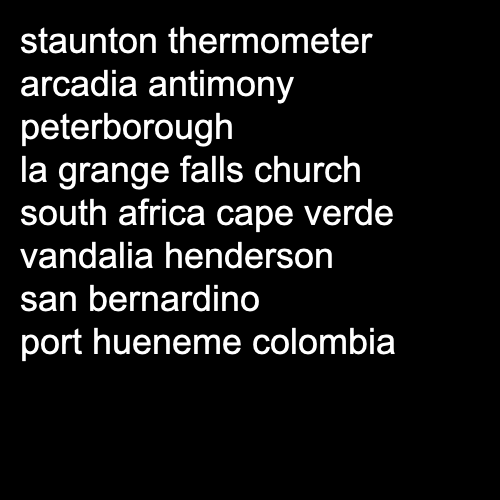 staunton thermometer
arcadia antimony
peterborough
la grange falls church
south africa cape verde
vandalia henderson
san bernardino
port hueneme colombia